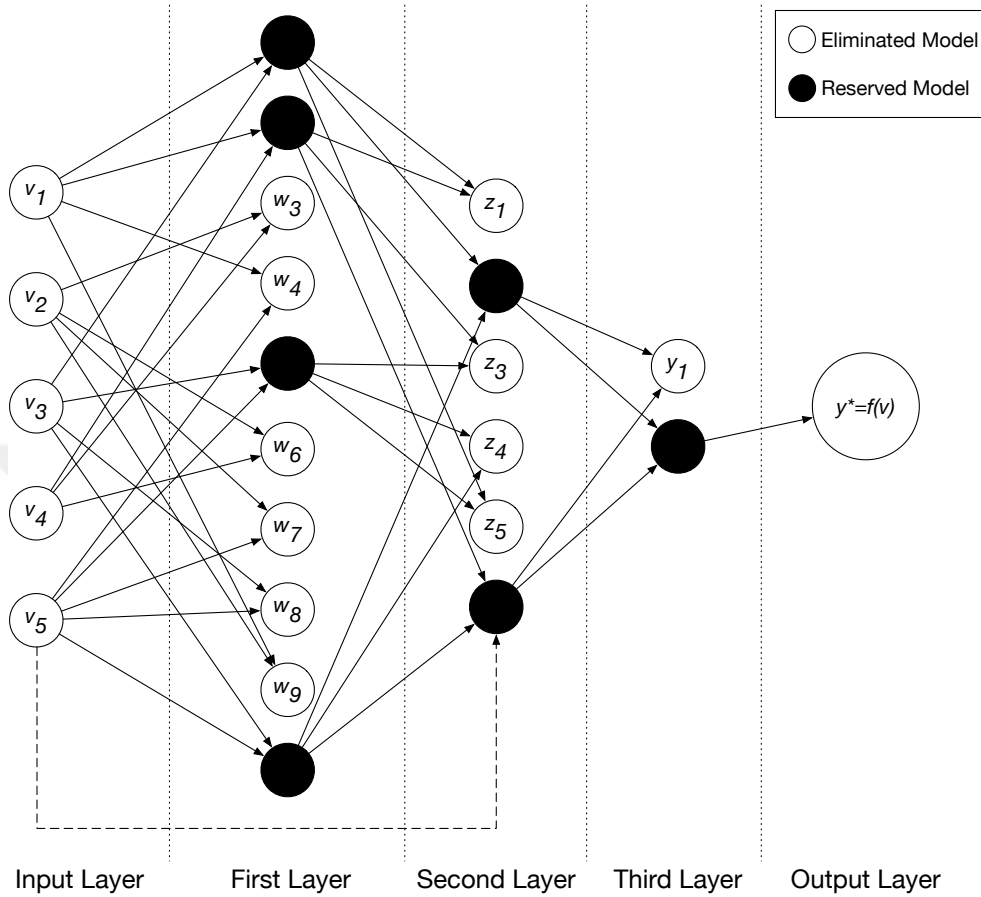 Eliminated Model
Reserved Model
v1
v2
v3
v4
v5
w3
w4
w6
w7
w8
w9
z1
z3
z4
z5
y1
y*=f(v)
Input Layer
First Layer
Second Layer
Third Layer
Output Layer